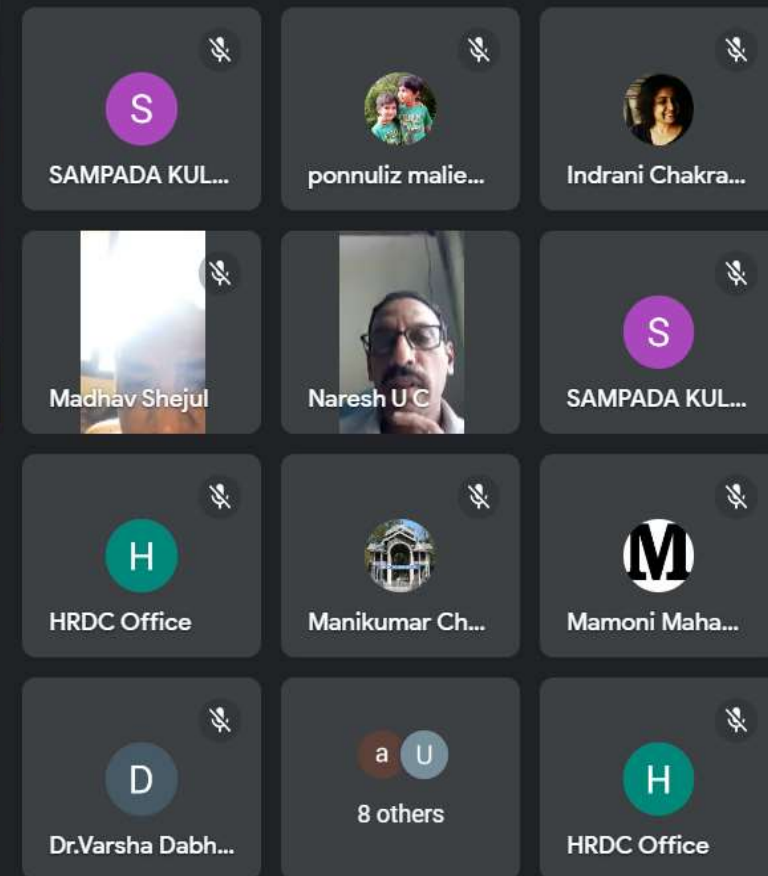 S
SAMPADA KUL...
ponnuliz malie...
Indrani Chakra...
Madhav Shejul
Naresh U C
S
SAMPADA KUL...
H
HRDC Office
Manikumar Ch...
M
Mamoni Maha...
D
Dr.Varsha Dabh...
a U
8 others
H
HRDC Office